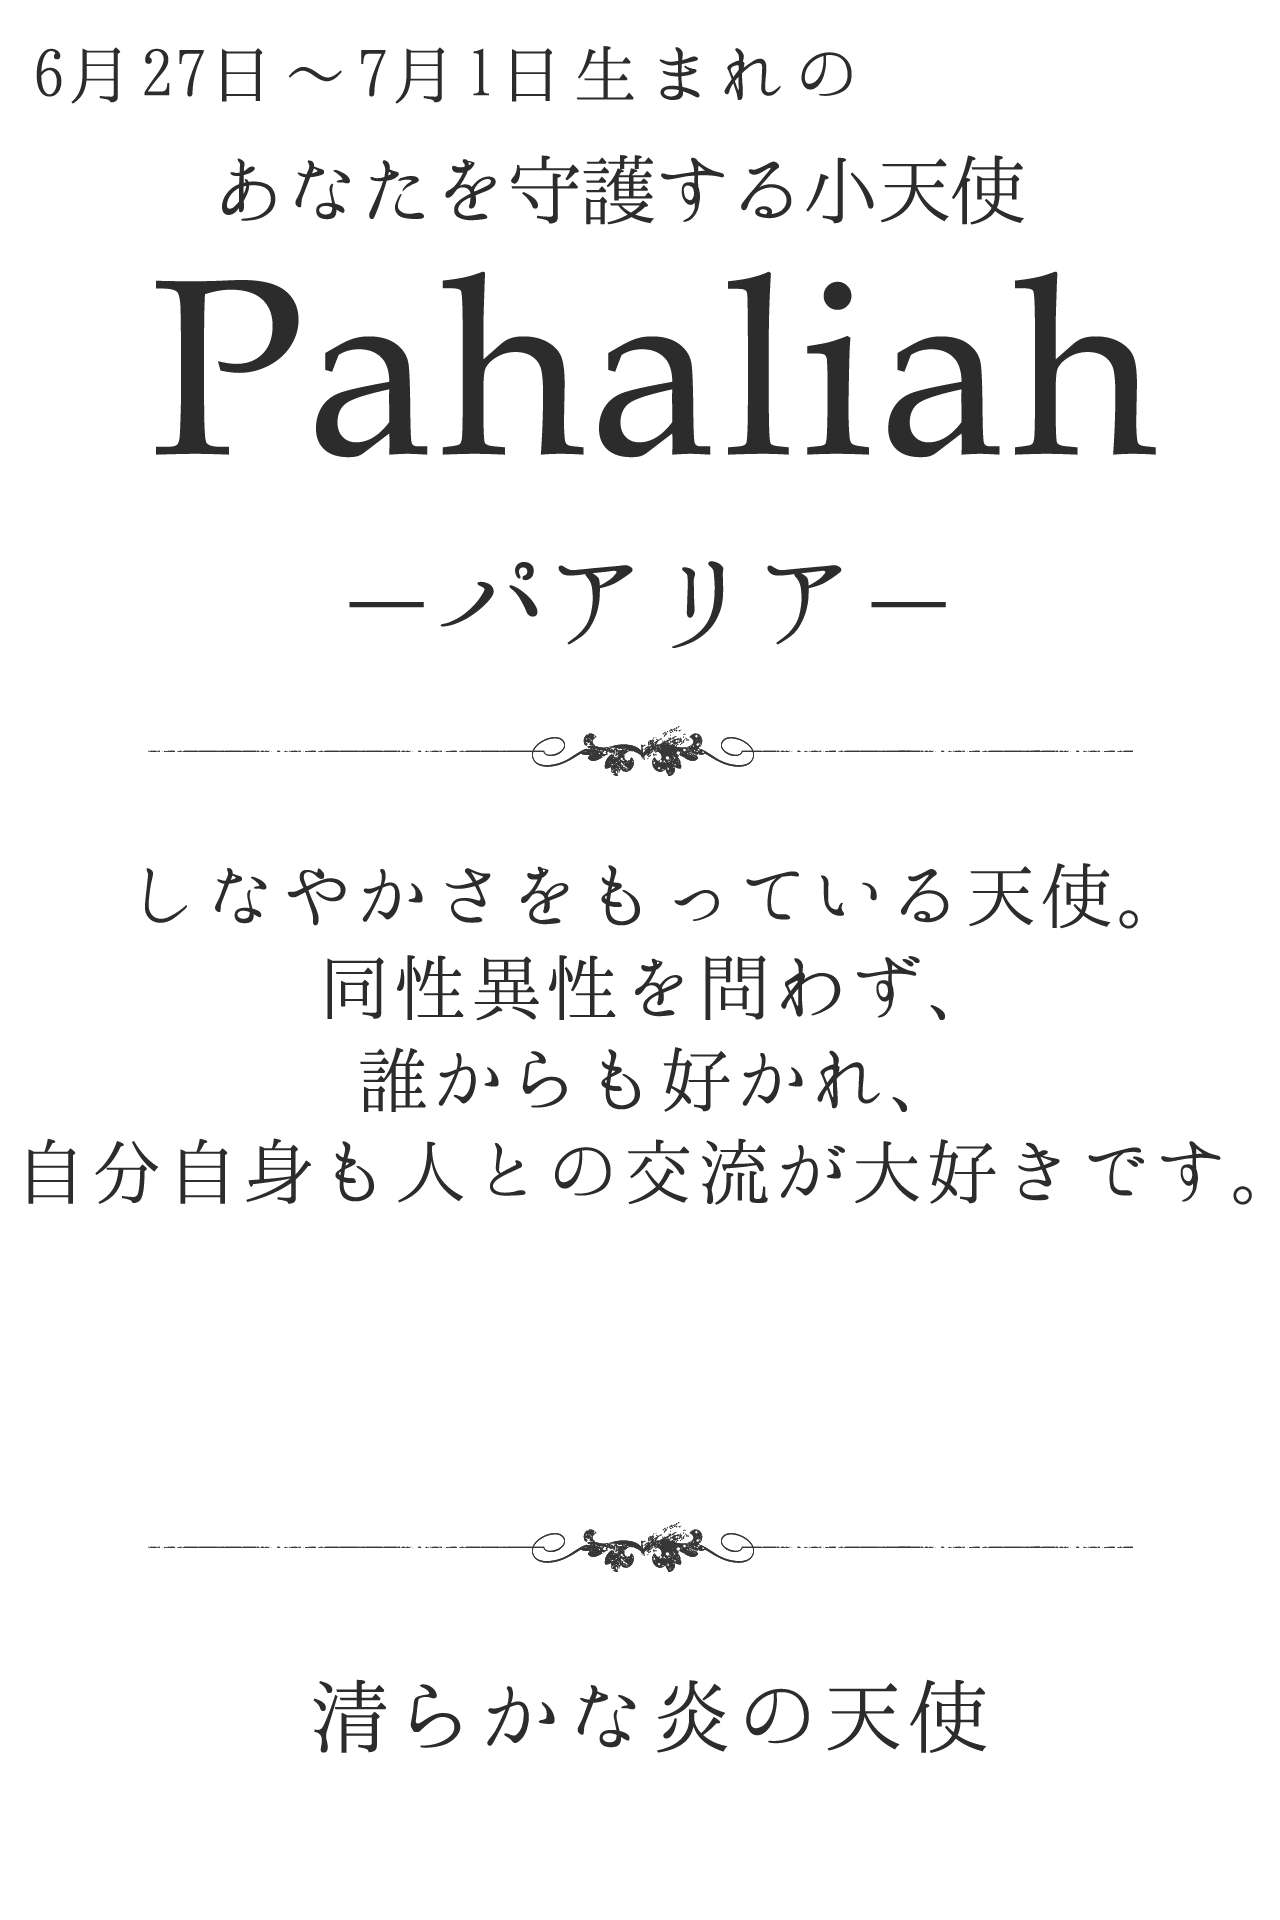 6月27日～7月1日生まれの
あなたを守護する小天使
Pahaliah
－パアリア－
しなやかさをもっている天使。
同性異性を問わず、
誰からも好かれ、
自分自身も人との交流が大好きです。
清らかな炎の天使